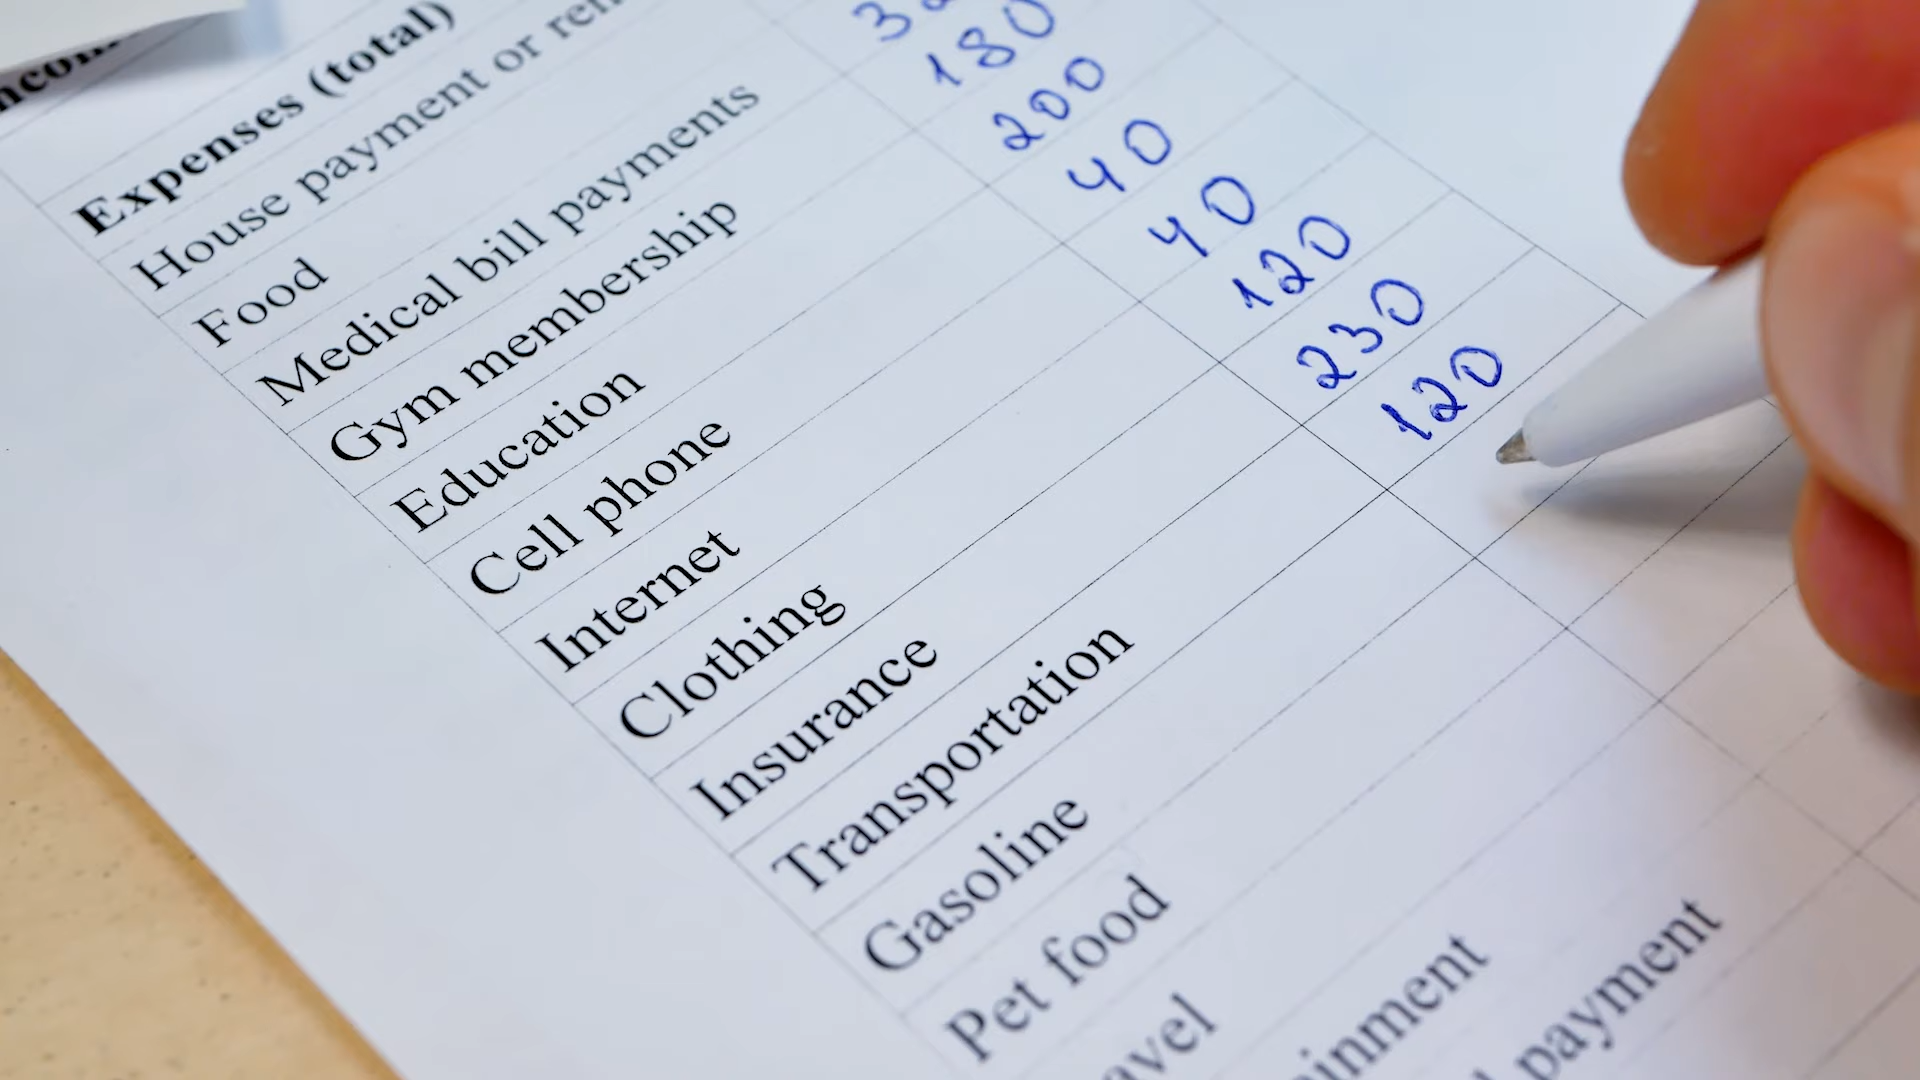 Expenses (total)
House payment or
Food
Medical bill payments
Gym membership 180
Education 200
Cell phone 40
Internet 40
Clothing 120
Insurance 230
Transportation 120
Gasoline
Pet food
payment